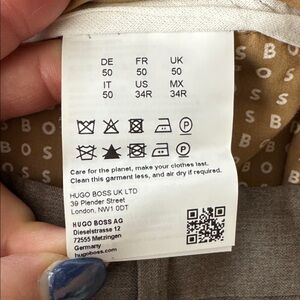 DE FR UK
50 50 50
IT US MX
50 34R 34R
Care for the planet, make your clothes last.
Clean this garment less, and air dry if required.
HUGO BOSS UK LTD
39 Plender Street
London, NW1 0DT
HUGO BOSS AG
Dieselstrasse 12
72555 Metzingen
Germany
hugoboss.com